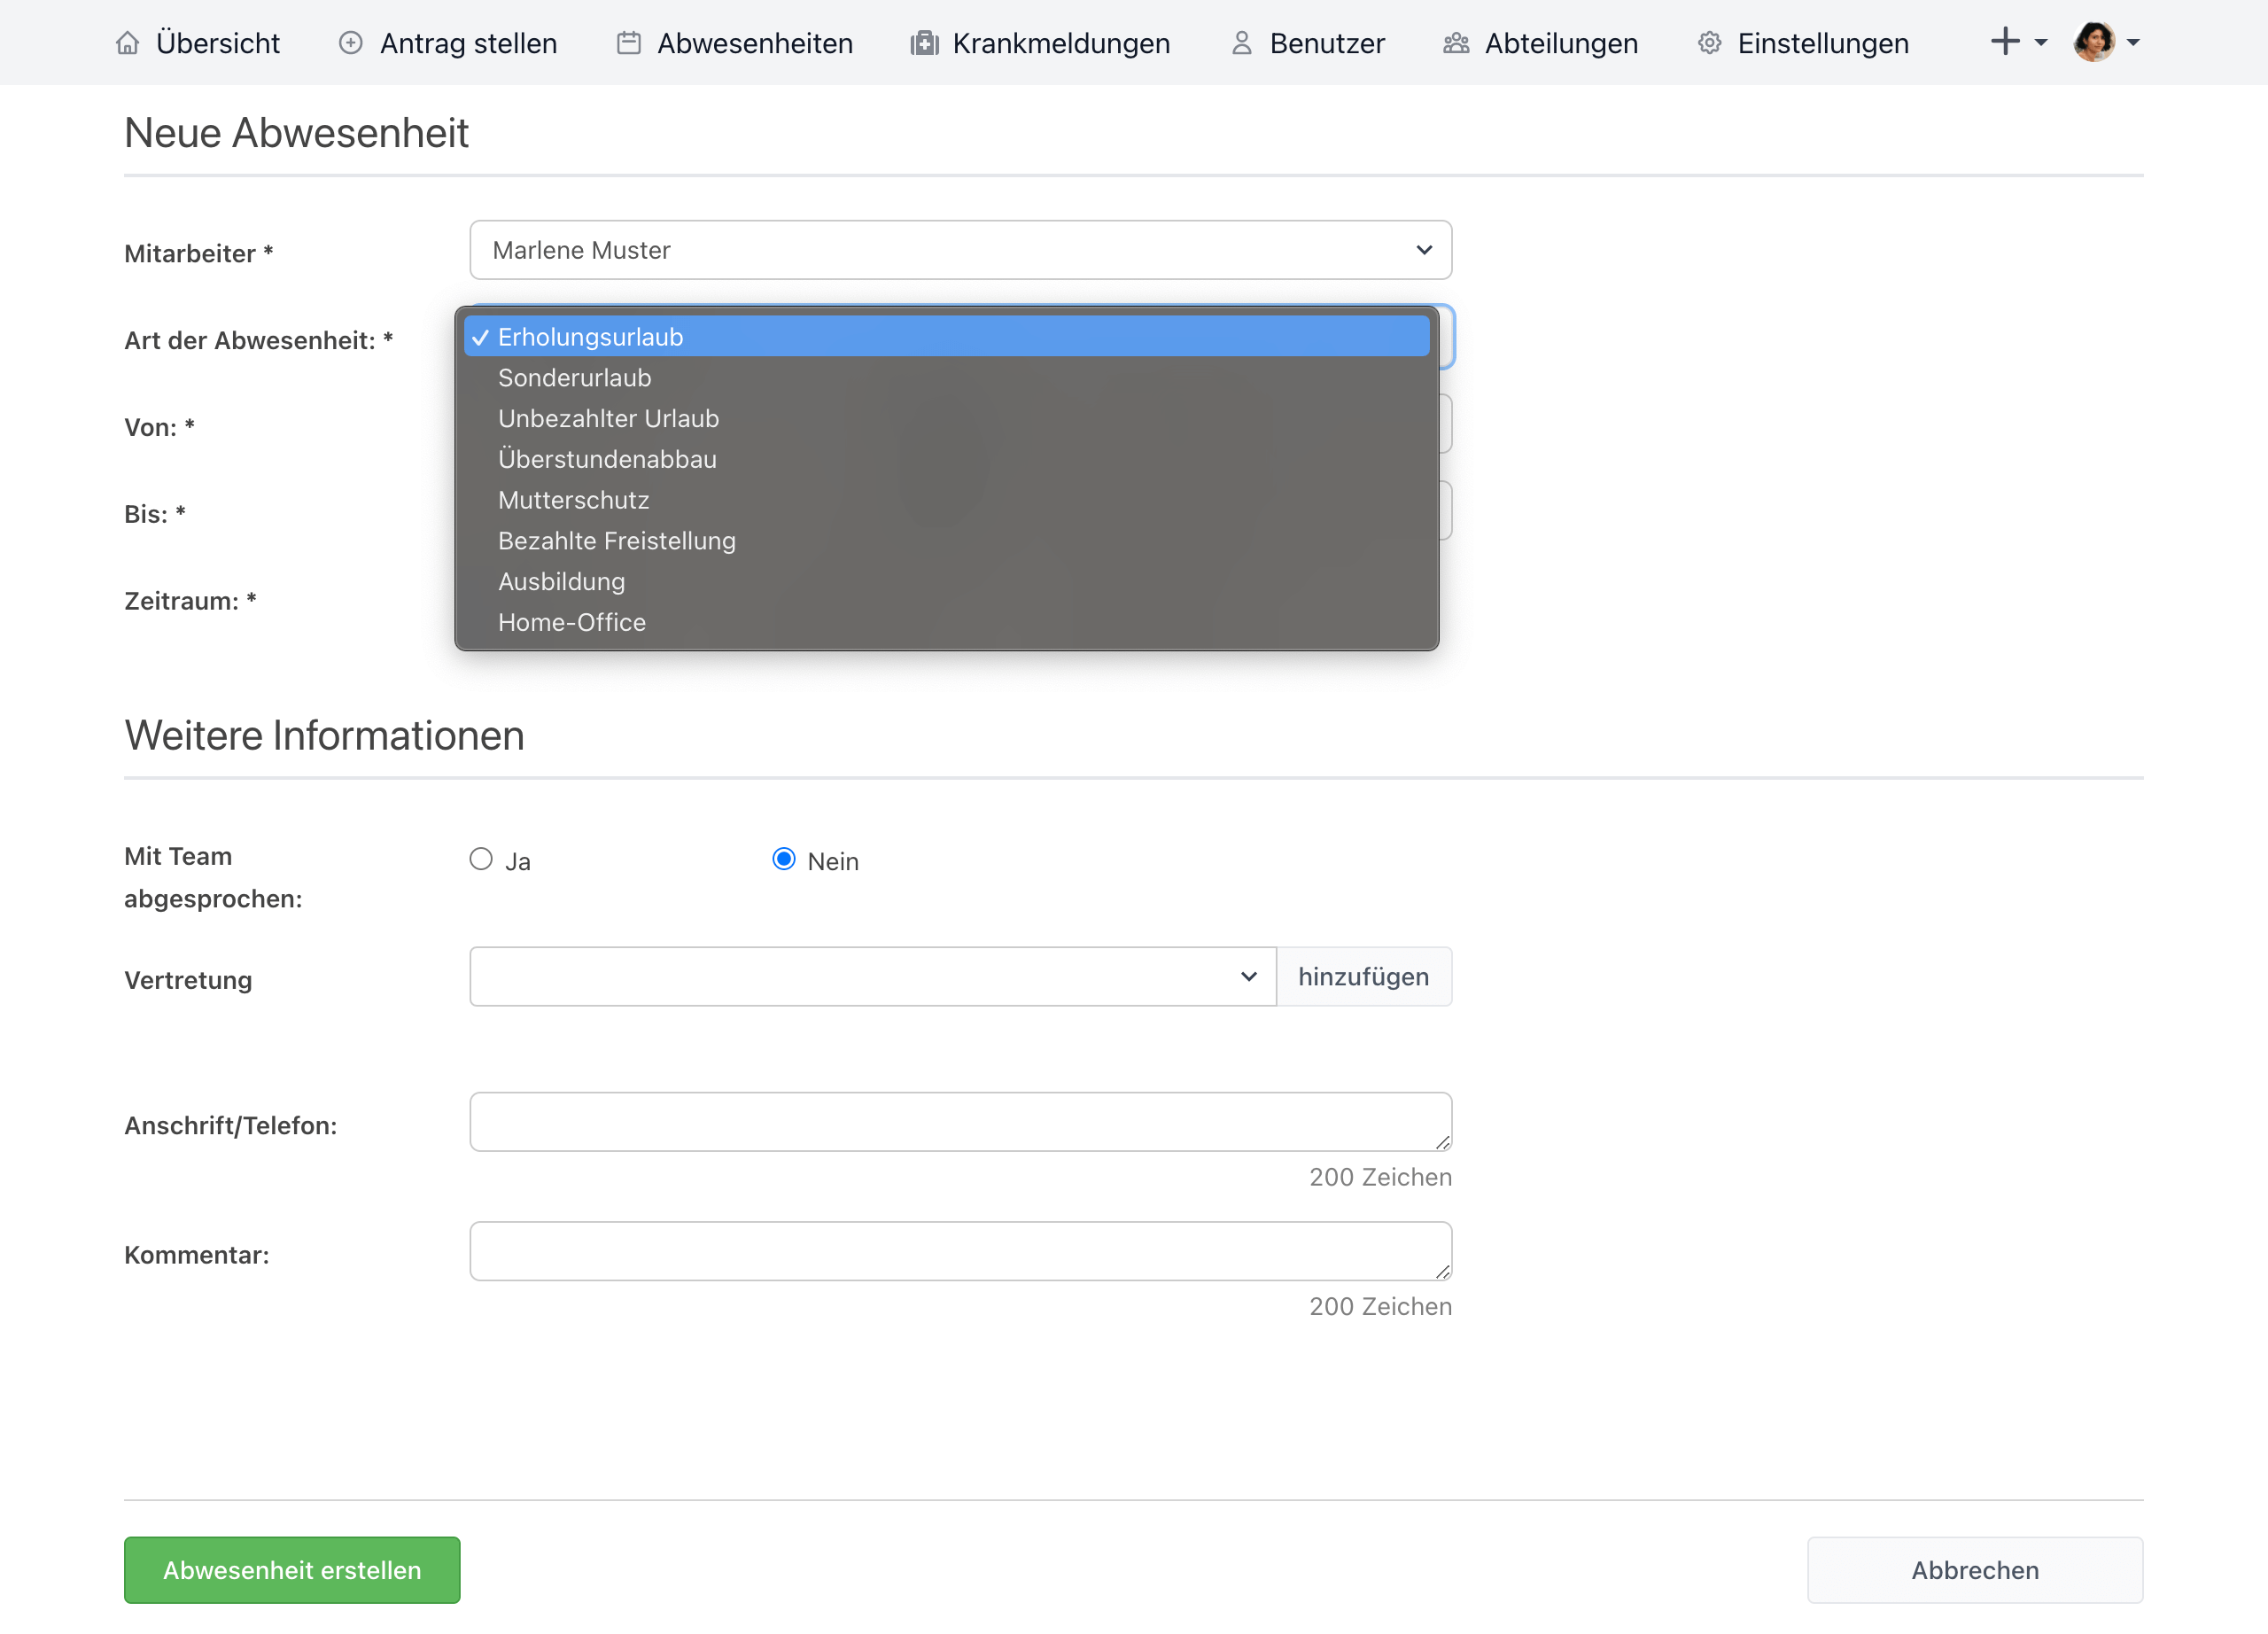 Übersicht Antrag stellen Abwesenheiten Krankmeldungen Benutzer Abteilungen Einstellungen
Neue Abwesenheit
Mitarbeiter * Marlene Muster
Art der Abwesenheit: * Erholungsurlaub
Sonderurlaub
Unbezahlter Urlaub
Von: *
Überstundenabbau
Mutterschutz
Bis: *
Bezahlte Freistellung
Ausbildung
Zeitraum: *
Home-Office
Weitere Informationen
Mit Team
abgesprochen:
Ja Nein
Vertretung hinzufügen
Anschrift/Telefon:
200 Zeichen
Kommentar:
200 Zeichen
Abwesenheit erstellen Abbrechen